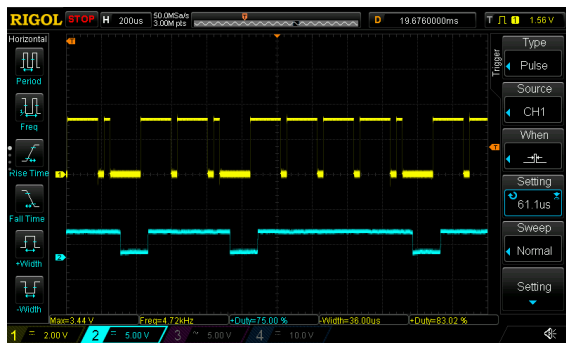 RIGOL STOP H 200us 50.0MSa/s 3.00M pts D 19.6760000ms T 1 1.56 V
Horizontal
Period
Freq
Rise Time
Fall Time
+Width
-Width
T
T
1
2
Trigger
Type
Pulse
Source
CH1
When
Setting
61.1us
Sweep
Normal
Setting
Max=3.44 V Freq=4.72kHz +Duty=75.00 % -Width=36.00us +Duty=83.02 %
1 = 2.00 V 2 = 5.00 V 3 ~ 5.00 V 4 = 10.0 V